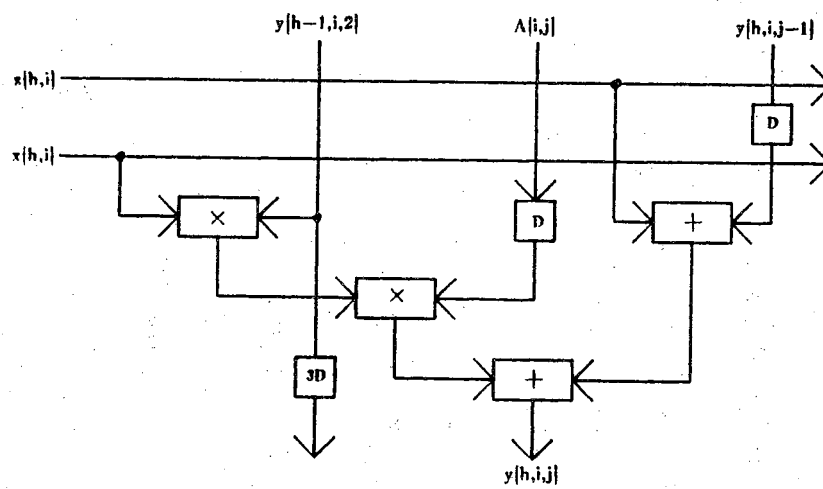 y[h-1,i,2]
A[i,j]
y[h,i,j-1]
x[h,i]
D
x[h,i]
×
D
+
×
3D
+
y[h,i,j]